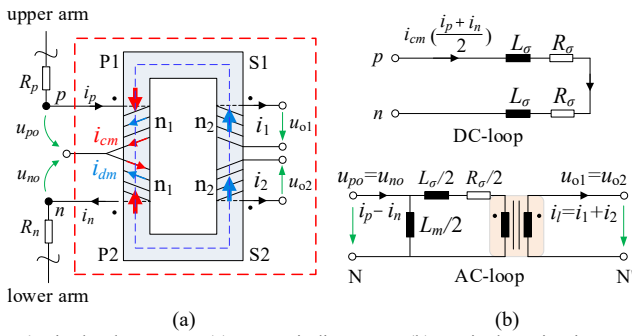 upper arm
R_p
p
i_p
u_po
u_no
i_n
n
R_n
lower arm
P1
S1
n_1
n_2
i_cm
i_dm
n_1
n_2
P2
S2
i_1
u_o1
i_2
u_o2
(a)
i_cm (\frac{i_p + i_n}{2})
L_σ
R_σ
p
n
L_σ
R_σ
DC-loop
u_po=u_no
L_σ/2
R_σ/2
u_o1=u_o2
i_p− i_n
L_m/2
i_l=i_1+i_2
N
AC-loop
N'
(b)